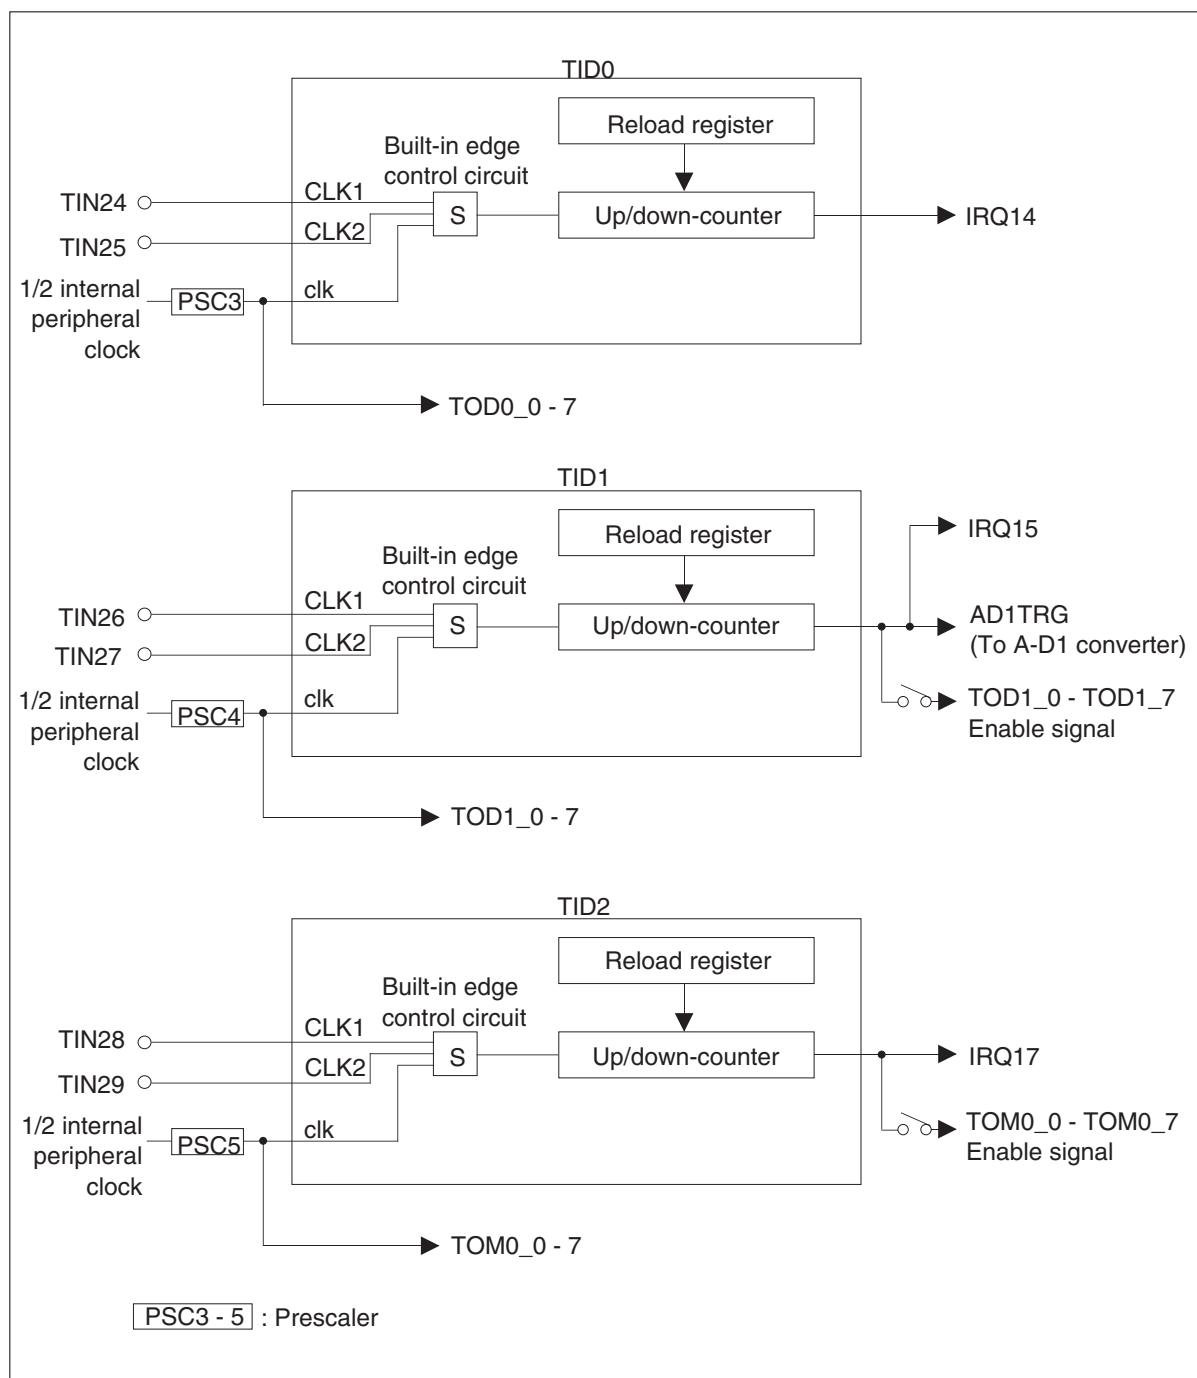 TID0
Reload register
Built-in edge
control circuit
TIN24
CLK1
S
Up/down-counter
IRQ14
TIN25
CLK2
1/2 internal
peripheral
clock
PSC3
clk
TOD0_0 - 7
TID1
Reload register
IRQ15
Built-in edge
control circuit
TIN26
CLK1
S
Up/down-counter
AD1TRG
(To A-D1 converter)
TIN27
CLK2
1/2 internal
peripheral
clock
PSC4
clk
TOD1_0 - TOD1_7
Enable signal
TOD1_0 - 7
TID2
Reload register
Built-in edge
control circuit
TIN28
CLK1
S
Up/down-counter
IRQ17
TIN29
CLK2
1/2 internal
peripheral
clock
PSC5
clk
TOM0_0 - TOM0_7
Enable signal
TOM0_0 - 7
PSC3 - 5 : Prescaler